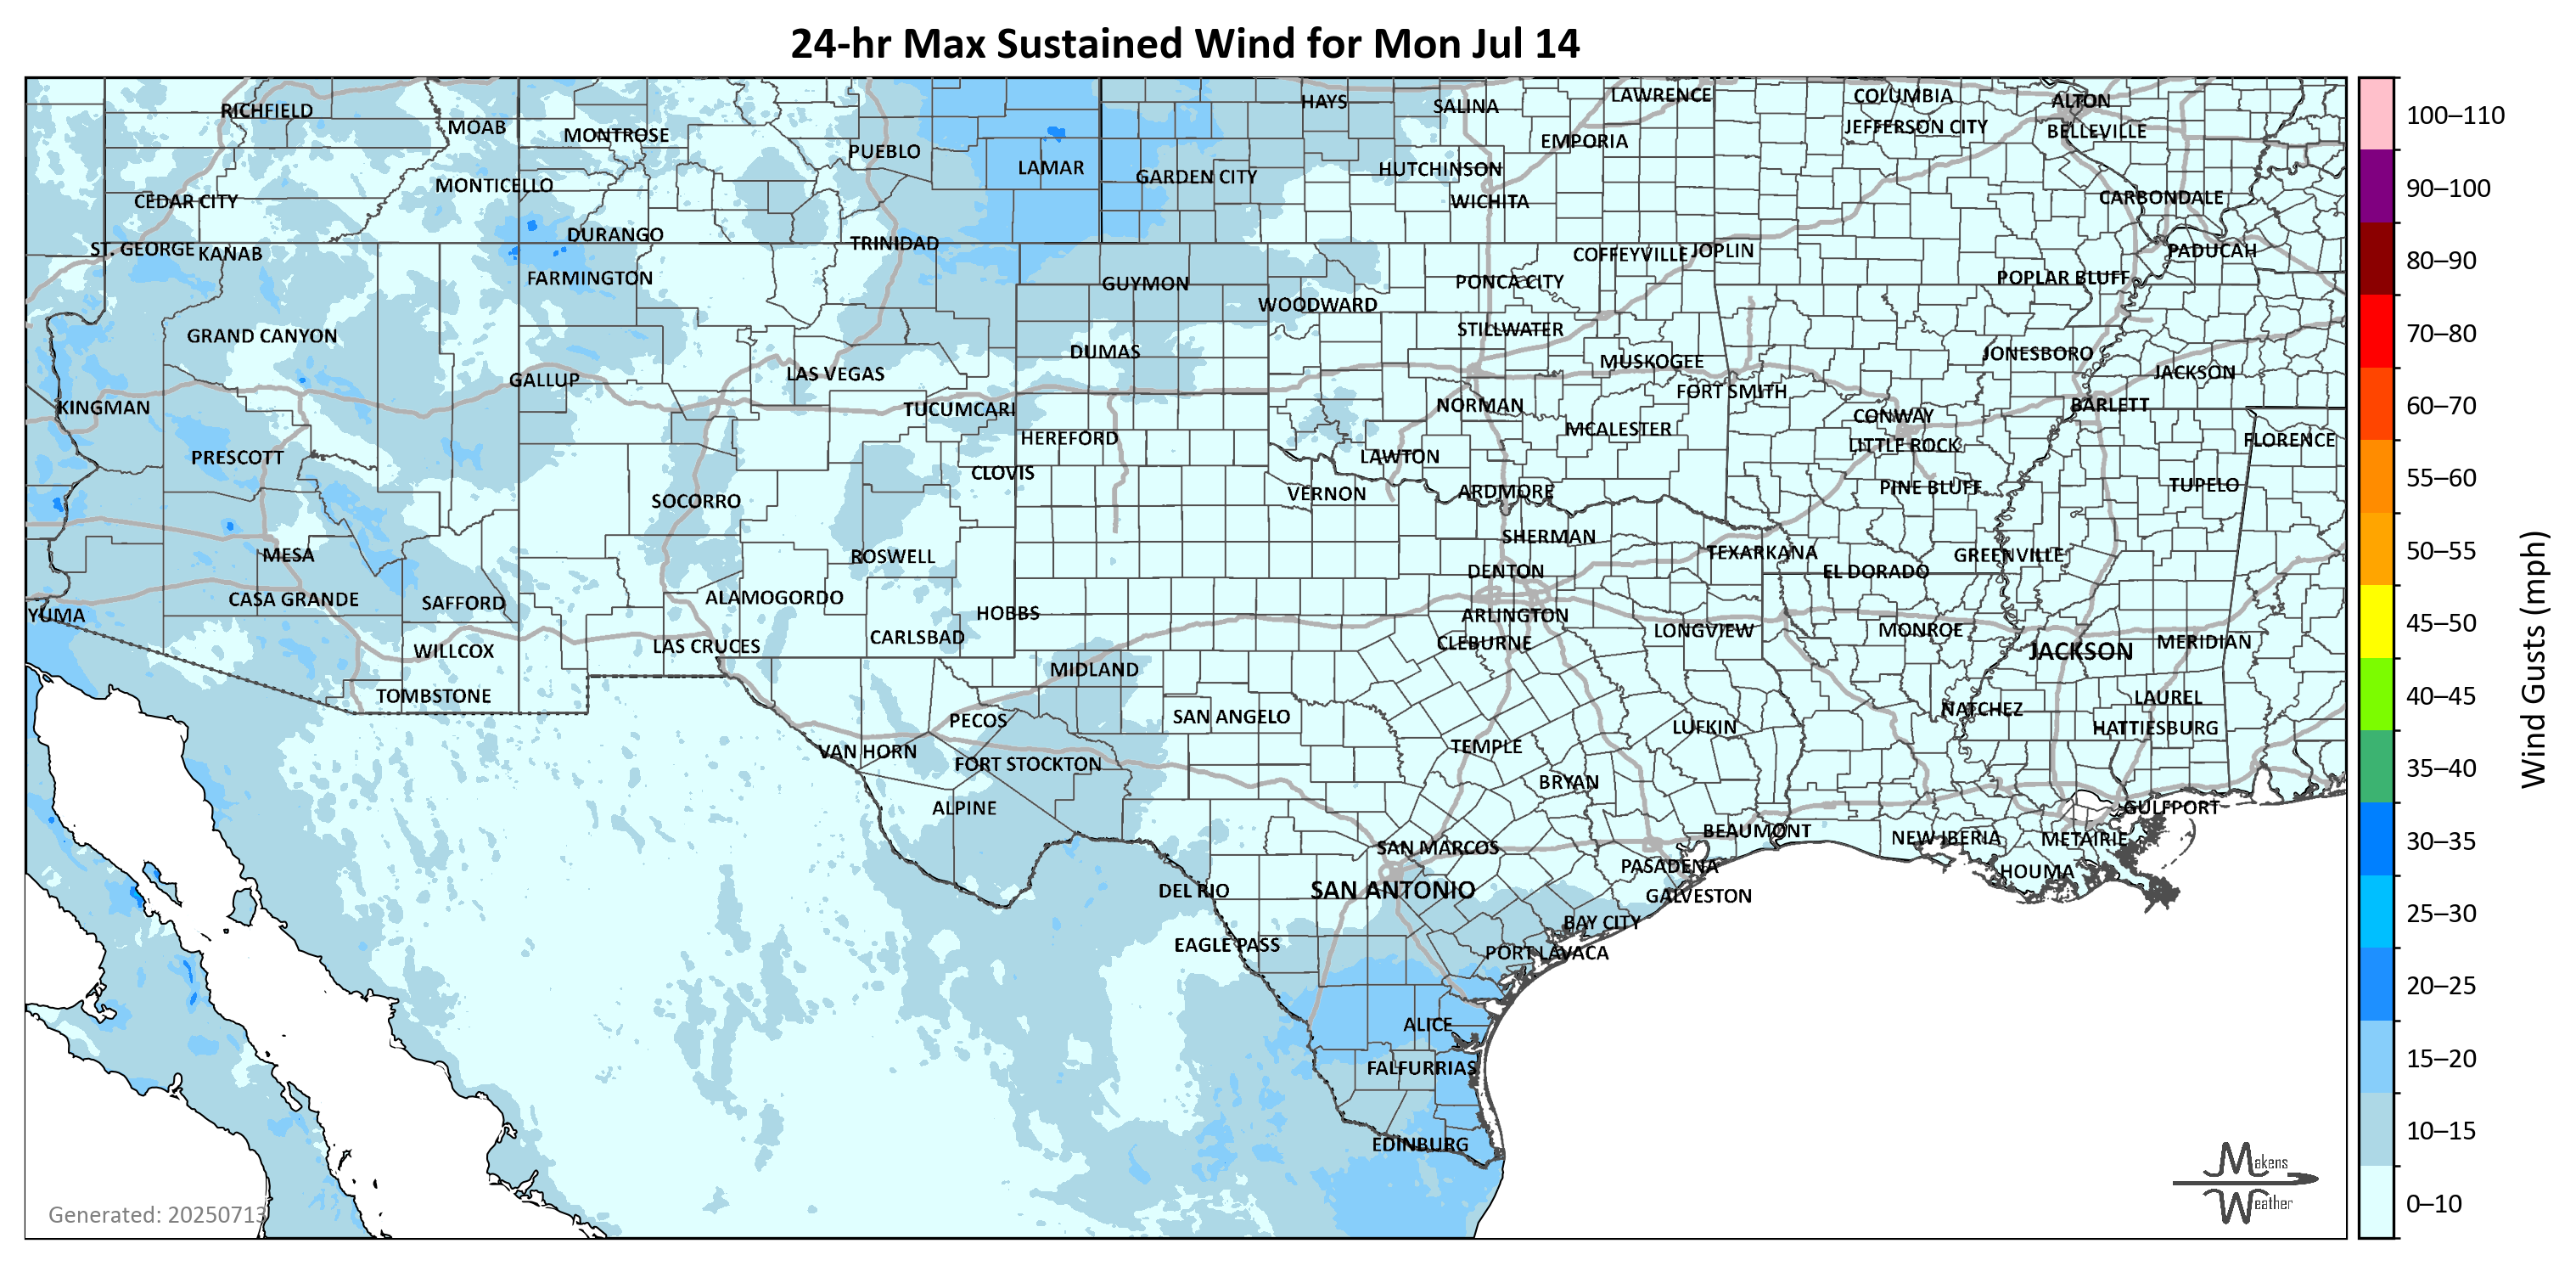 24-hr Max Sustained Wind for Mon Jul 14
RICHFIELD
MOAB
MONTROSE
PUEBLO
LAMAR
HAYS
SALINA
LAWRENCE
COLUMBIA
ALTON
EMPORIA
JEFFERSON CITY
BELLEVILLE
CEDAR CITY
MONTICELLO
GARDEN CITY
HUTCHINSON
WICHITA
CARBONDALE
ST. GEORGE
KANAB
DURANGO
TRINIDAD
COFFEYVILLE
JOPLIN
PADUCAH
FARMINGTON
GUYMON
WOODWARD
PONCA CITY
POPLAR BLUFF
GRAND CANYON
DUMAS
STILLWATER
JONESBORO
GALLUP
LAS VEGAS
MUSKOGEE
JACKSON
KINGMAN
TUCUMCARI
NORMAN
FORT SMITH
CONWAY
BARLETT
PRESCOTT
HEREFORD
MCALESTER
LITTLE ROCK
FLORENCE
CLOVIS
LAWTON
SOCORRO
VERNON
ARDMORE
PINE BLUFF
TUPELO
MESA
ROSWELL
SHERMAN
TEXARKANA
GREENVILLE
CASA GRANDE
SAFFORD
ALAMOGORDO
DENTON
EL DORADO
YUMA
HOBBS
ARLINGTON
WILLCOX
LAS CRUCES
CARLSBAD
CLEBURNE
LONGVIEW
MONROE
JACKSON
MERIDIAN
TOMBSTONE
MIDLAND
PECOS
SAN ANGELO
LUFKIN
NATCHEZ
LAUREL
HATTIESBURG
VAN HORN
FORT STOCKTON
TEMPLE
BRYAN
ALPINE
SAN MARCOS
BEAUMONT
NEW IBERIA
METAIRIE
GULFPORT
DEL RIO
SAN ANTONIO
PASADENA
GALVESTON
HOUMA
EAGLE PASS
BAY CITY
PORT LAVACA
ALICE
FALFURRIAS
EDINBURG
Generated: 20250713
Makens
Weather
100–110
90–100
80–90
70–80
60–70
55–60
50–55
45–50
40–45
35–40
30–35
25–30
20–25
15–20
10–15
0–10
Wind Gusts (mph)